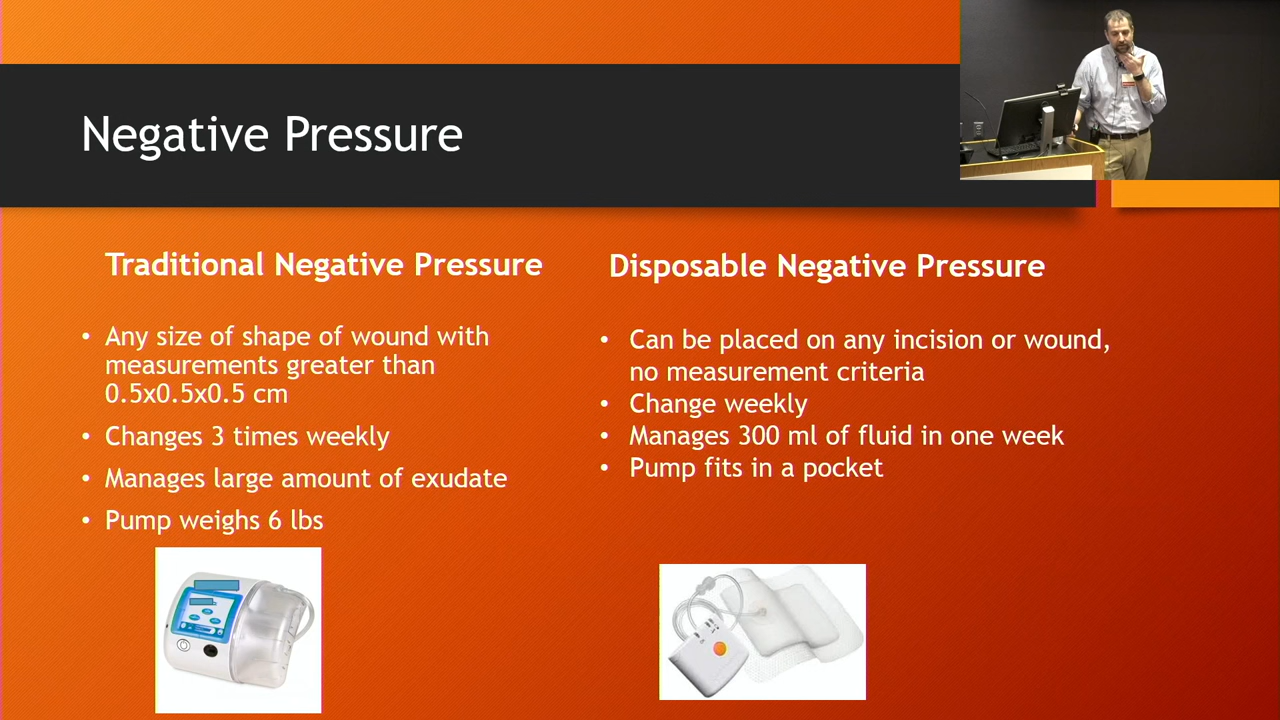 Negative Pressure
Traditional Negative Pressure
• Any size of shape of wound with
measurements greater than
0.5x0.5x0.5 cm
• Changes 3 times weekly
• Manages large amount of exudate
• Pump weighs 6 lbs
Disposable Negative Pressure
• Can be placed on any incision or wound,
no measurement criteria
• Change weekly
• Manages 300 ml of fluid in one week
• Pump fits in a pocket